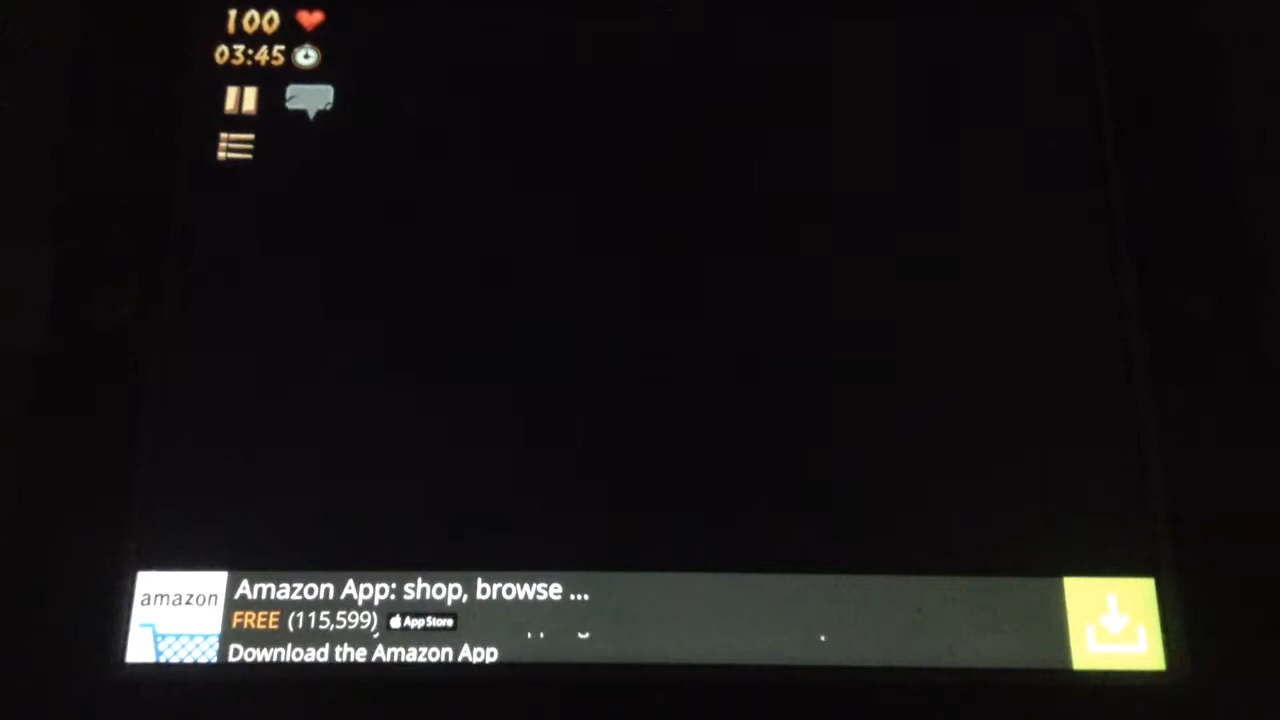 100
03:45
amazon
Amazon App: shop, browse ...
FREE (115,599) App Store
Download the Amazon App